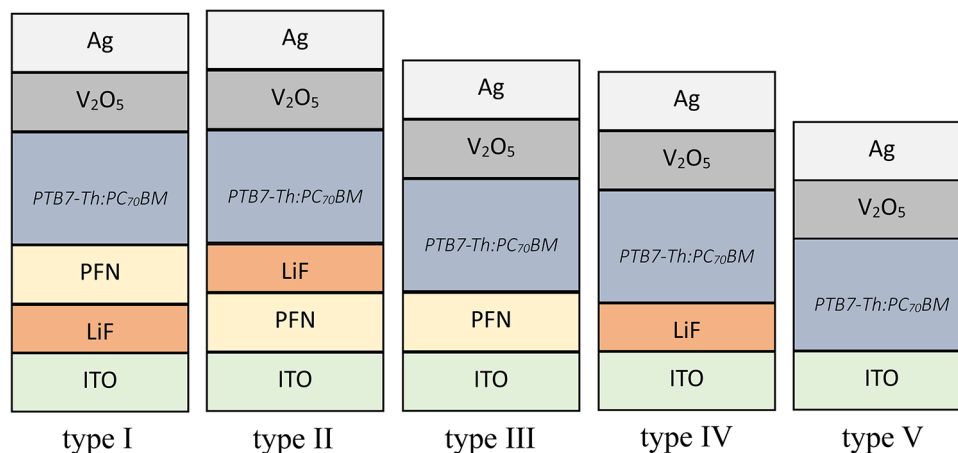 Ag
V₂O₅
PTB7-Th:PC₇₀BM
PFN
LiF
ITO
type I
Ag
V₂O₅
PTB7-Th:PC₇₀BM
LiF
PFN
ITO
type II
Ag
V₂O₅
PTB7-Th:PC₇₀BM
PFN
ITO
type III
Ag
V₂O₅
PTB7-Th:PC₇₀BM
LiF
ITO
type IV
Ag
V₂O₅
PTB7-Th:PC₇₀BM
ITO
type V